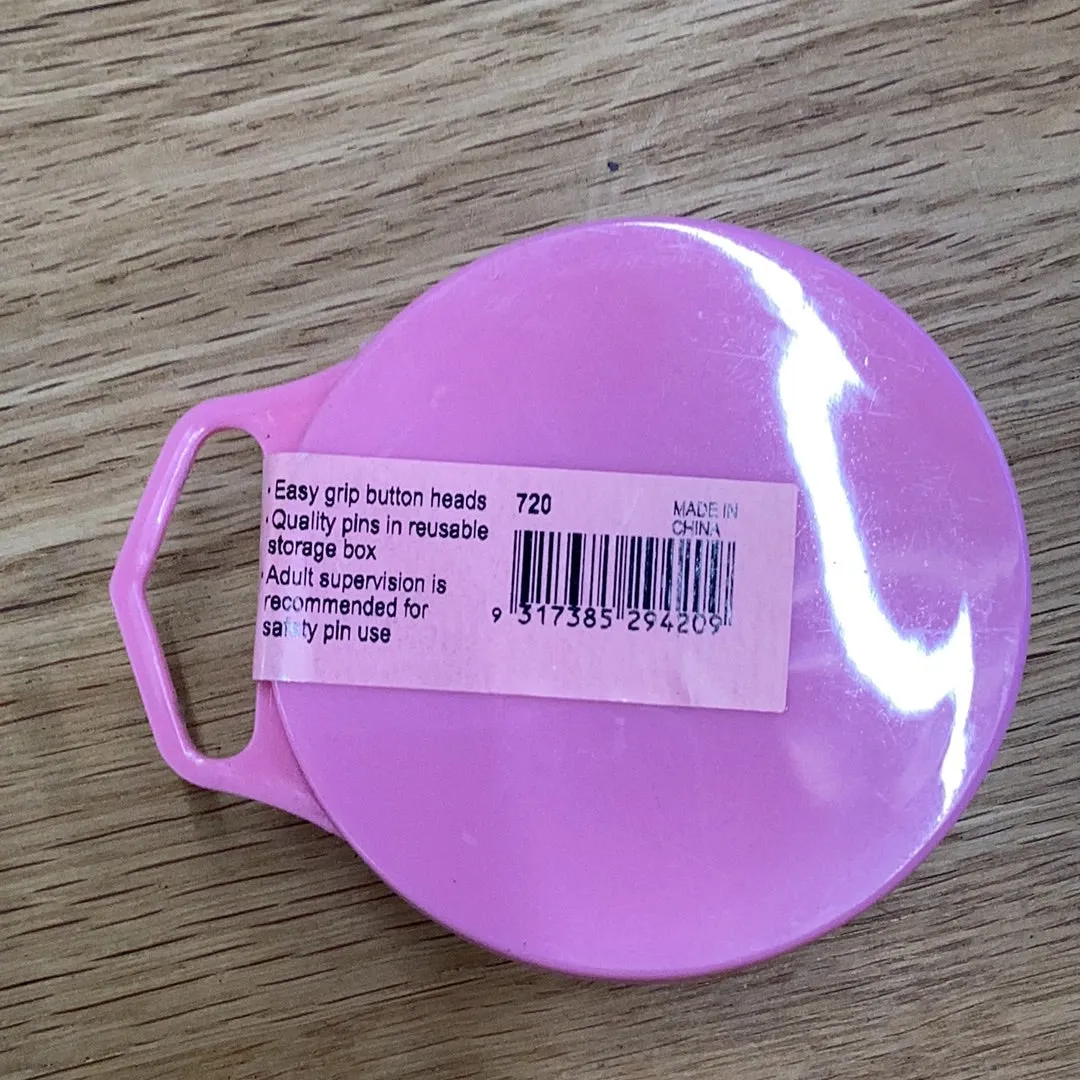 · Easy grip button heads
· Quality pins in reusable
storage box
· Adult supervision is
recommended for
safety pin use
720
MADE IN
CHINA
9 317385 294209